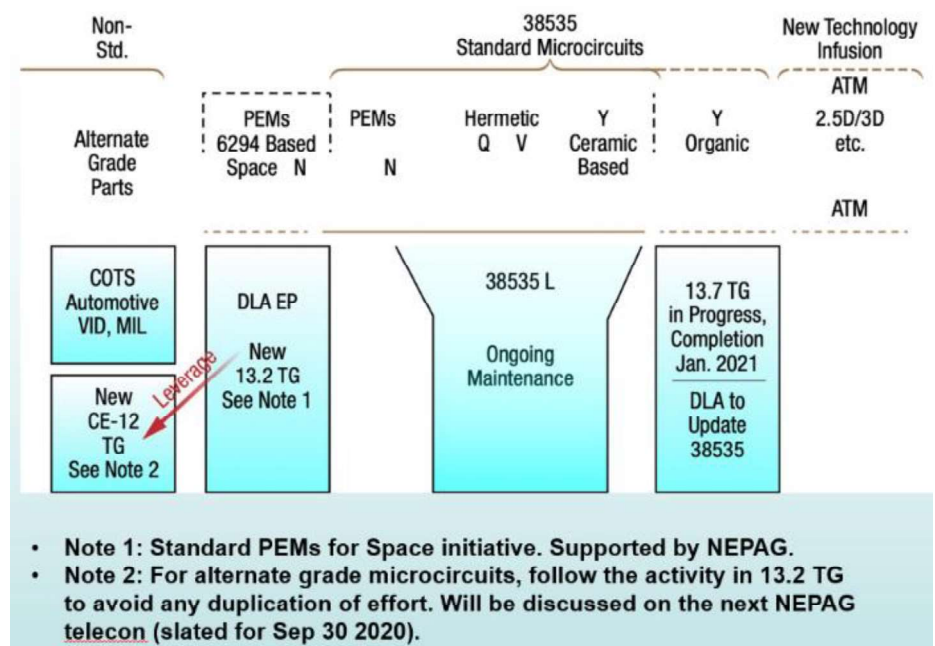 Non-
Std.
38535
Standard Microcircuits
New Technology
Infusion
Alternate
Grade
Parts
PEMs
6294 Based
Space N
PEMs
N
Hermetic
Q V
Y
Ceramic
Based
Y
Organic
ATM
2.5D/3D
etc.
ATM
COTS
Automotive
VID, MIL
New
CE-12
TG
See Note 2
Leverage
DLA EP
New
13.2 TG
See Note 1
38535 L
Ongoing
Maintenance
13.7 TG
in Progress,
Completion
Jan. 2021
DLA to
Update
38535
• Note 1: Standard PEMs for Space initiative. Supported by NEPAG.
• Note 2: For alternate grade microcircuits, follow the activity in 13.2 TG
to avoid any duplication of effort. Will be discussed on the next NEPAG
telecon (slated for Sep 30 2020).